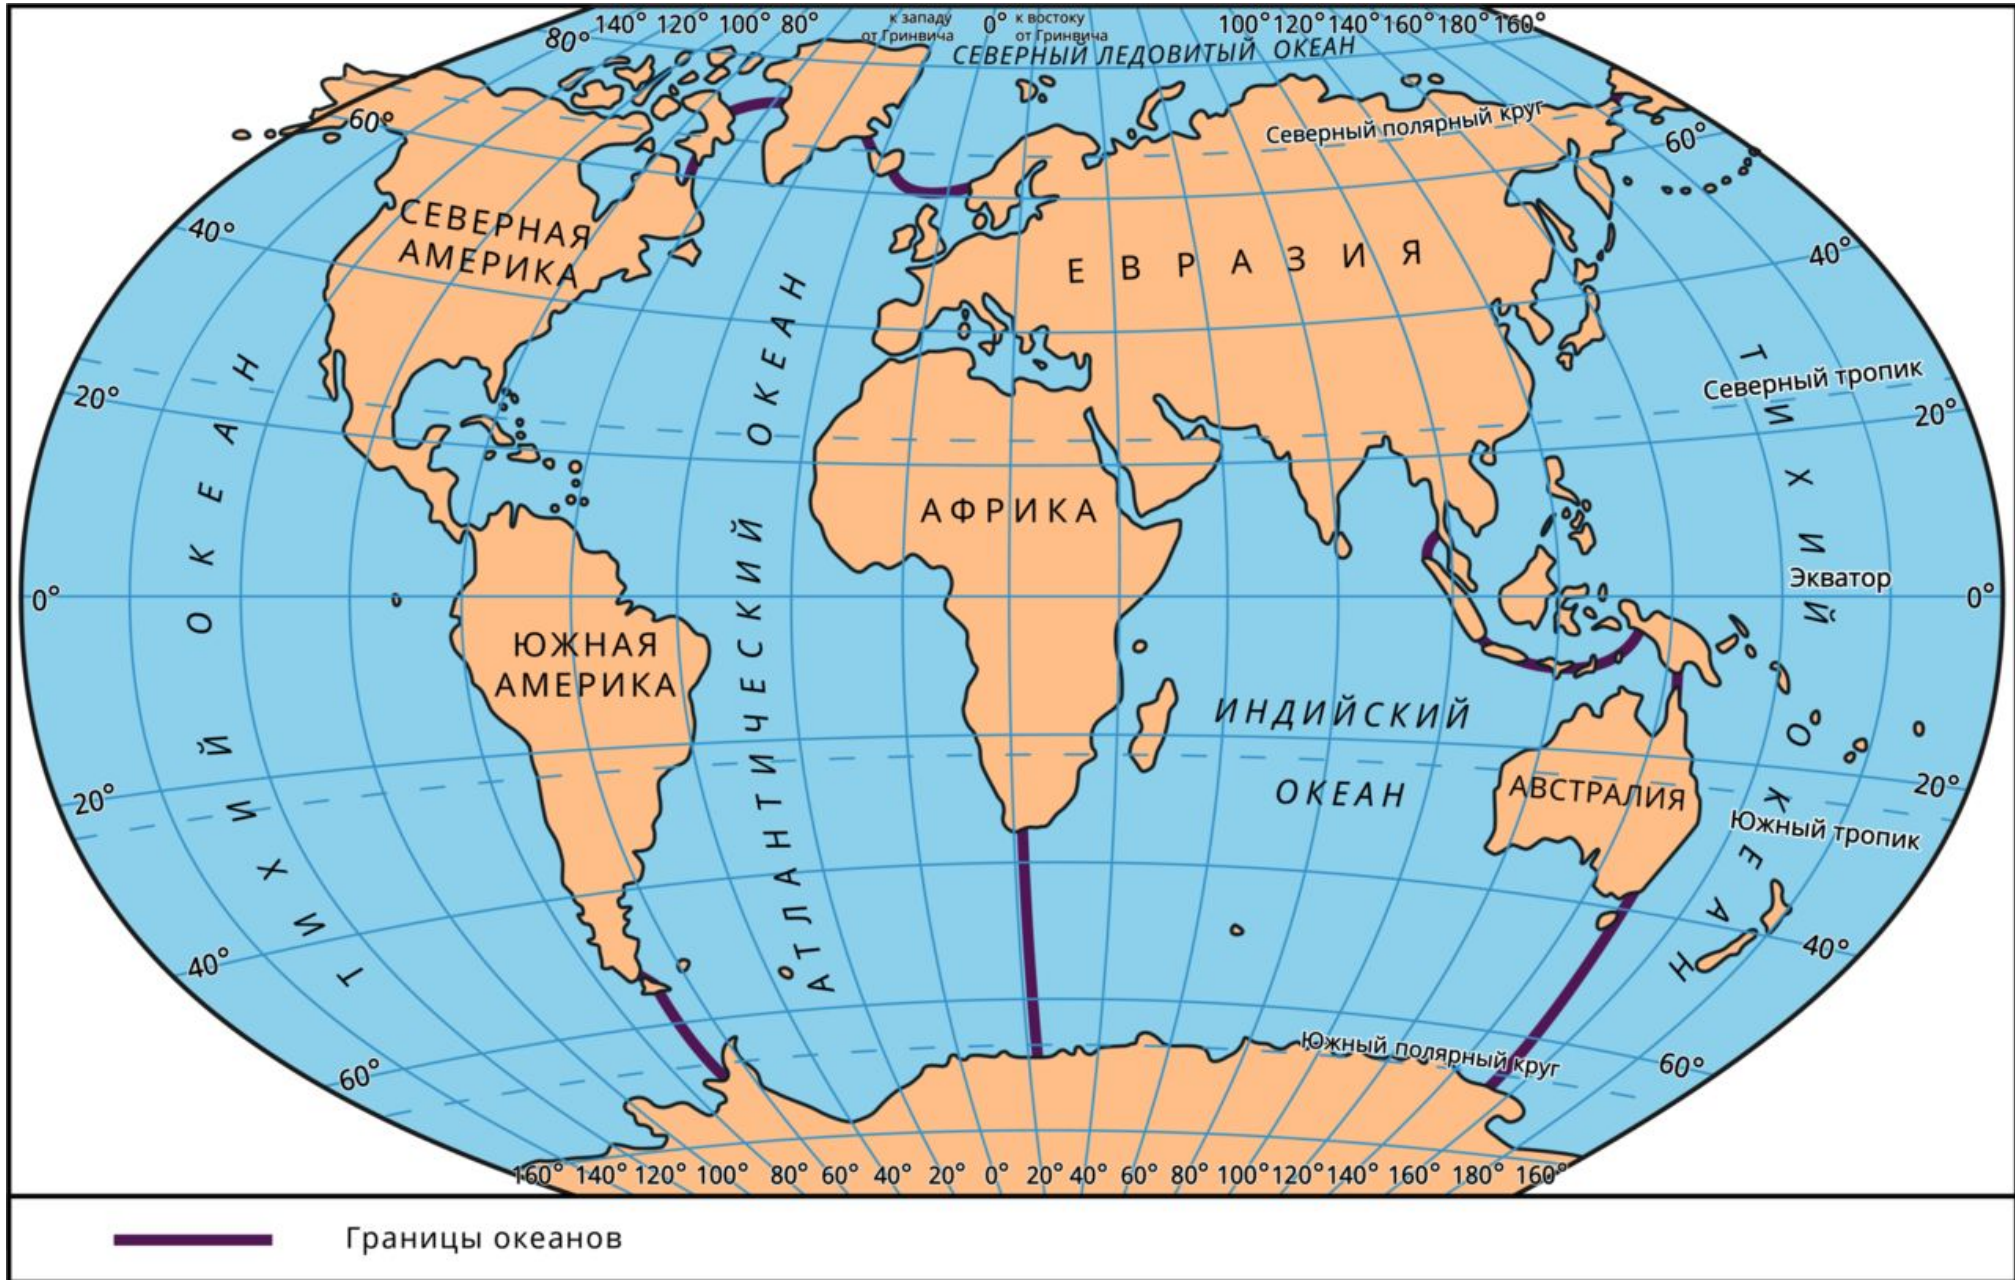 140° 120° 100° 80° к западу 0° к востоку 100° 120° 140° 160° 180° 160°
от Гринвича от Гринвича
80°
СЕВЕРНЫЙ ЛЕДОВИТЫЙ ОКЕАН
60°
Северный полярный круг
60°
СЕВЕРНАЯ
АМЕРИКА
40°
ЕВРАЗИЯ
40°
Северный тропик
20°
20°
АФРИКА
Экватор
0°
0°
ЮЖНАЯ
АМЕРИКА
ТИХИЙ ОКЕАН
АТЛАНТИЧЕСКИЙ ОКЕАН
ИНДИЙСКИЙ
ОКЕАН
ТИХИЙ ОКЕАН
АВСТРАЛИЯ
20°
20°
Южный тропик
40°
40°
Южный полярный круг
60°
60°
160° 140° 120° 100° 80° 60° 40° 20° 0° 20° 40° 60° 80° 100° 120° 140° 160° 180° 160°
Границы океанов